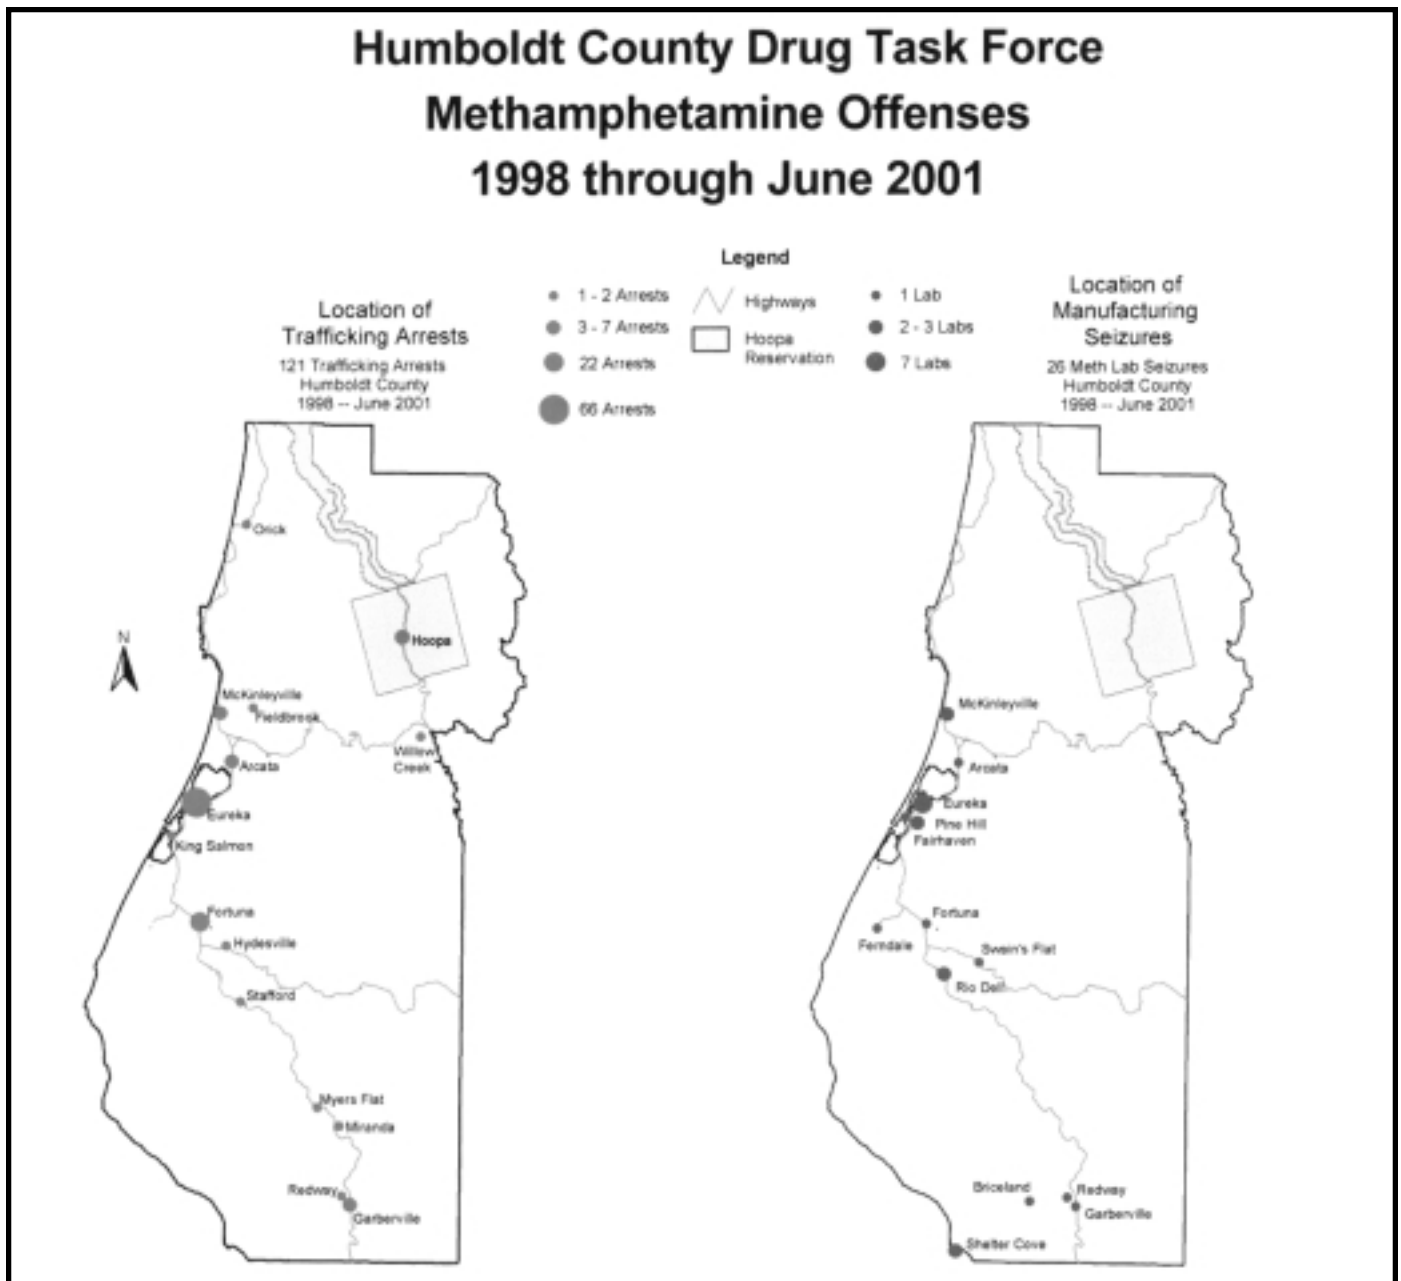 Humboldt County Drug Task Force
Methamphetamine Offenses
1998 through June 2001
Legend
1 - 2 Arrests
3 - 7 Arrests
22 Arrests
66 Arrests
Highways
Hoopa
Reservation
1 Lab
2 - 3 Labs
7 Labs
Location of
Trafficking Arrests
121 Trafficking Arrests
Humboldt County
1998 -- June 2001
Location of
Manufacturing
Seizures
26 Meth Lab Seizures
Humboldt County
1998 -- June 2001
N
Orick
Hoopa
McKinleyville
Fieldbrook
Willow
Creek
Arcata
Eureka
King Salmon
Fortuna
Hydesville
Stafford
Myers Flat
Miranda
Redway
Garberville
McKinleyville
Arcata
Eureka
Pine Hill
Fairhaven
Fortuna
Ferndale
Swain's Flat
Rio Dell
Briceland
Redway
Garberville
Shelter Cove